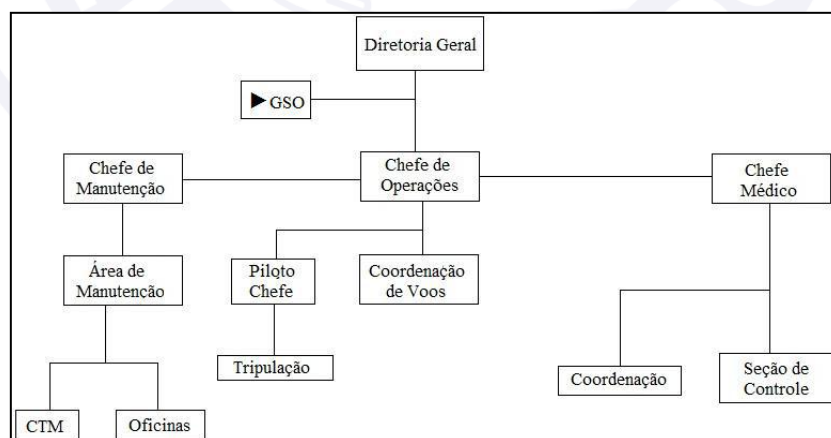 Diretoria Geral
►GSO
Chefe de
Manutenção
Chefe de
Operações
Chefe
Médico
Área de
Manutenção
Piloto
Chefe
Coordenação
de Voos
Tripulação
Coordenação
Seção de
Controle
CTM
Oficinas